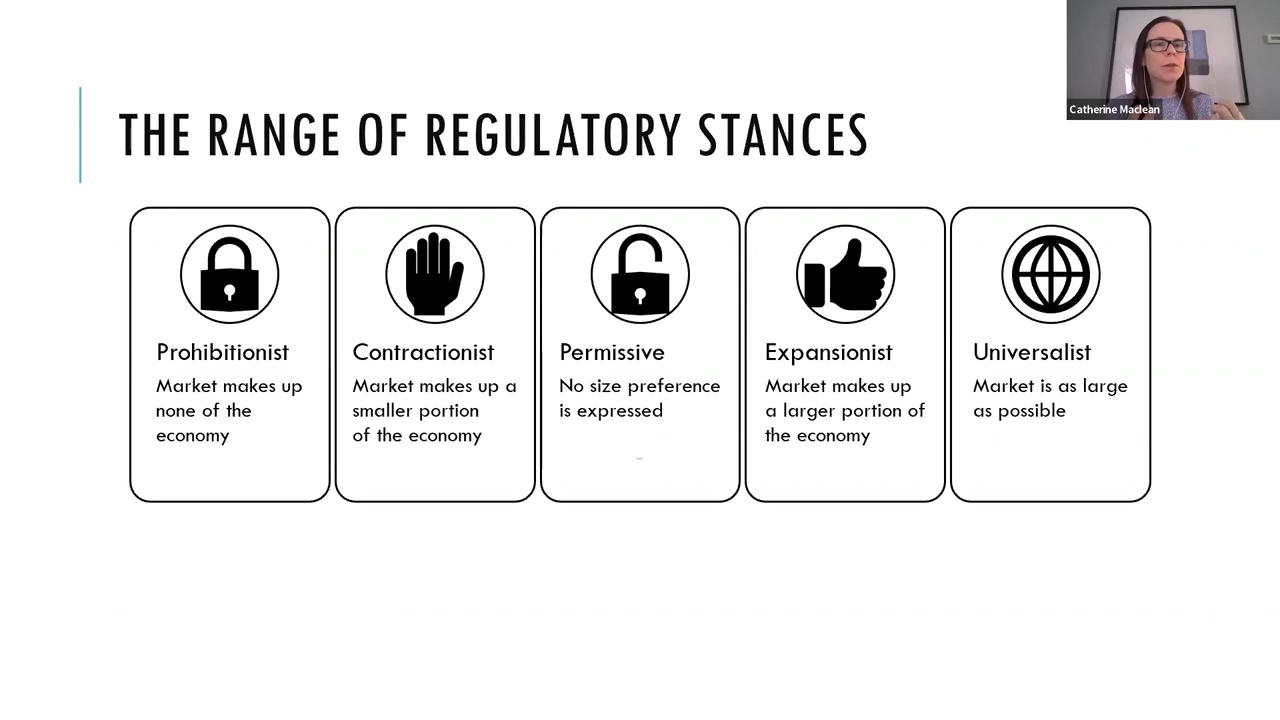 Catherine Maclean
THE RANGE OF REGULATORY STANCES
Prohibitionist
Market makes up
none of the
economy
Contractionist
Market makes up a
smaller portion
of the economy
Permissive
No size preference
is expressed
Expansionist
Market makes up
a larger portion of
the economy
Universalist
Market is as large
as possible